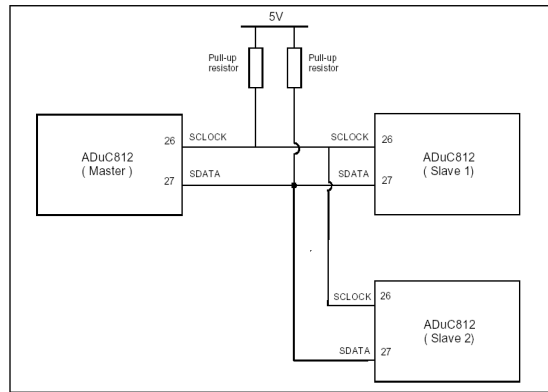 5V
Pull-up
resistor
Pull-up
resistor
26
SCLOCK
SCLOCK
26
ADuC812
( Master )
ADuC812
( Slave 1)
27
SDATA
SDATA
27
SCLOCK
26
ADuC812
( Slave 2)
SDATA
27